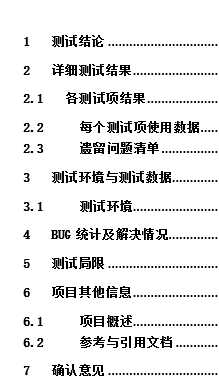 1 测试结论 ......................
2 详细测试结果 ..................
2.1 各测试项结果 ................
2.2 每个测试项使用数据 .....
2.3 遗留问题清单 .............
3 测试环境与测试数据 ..........
3.1 测试环境 ...................
4 BUG 统计及解决情况 ..........
5 测试局限 ......................
6 项目其他信息 .................
6.1 项目概述 ...................
6.2 参考与引用文档 ..........
7 确认意见 ......................